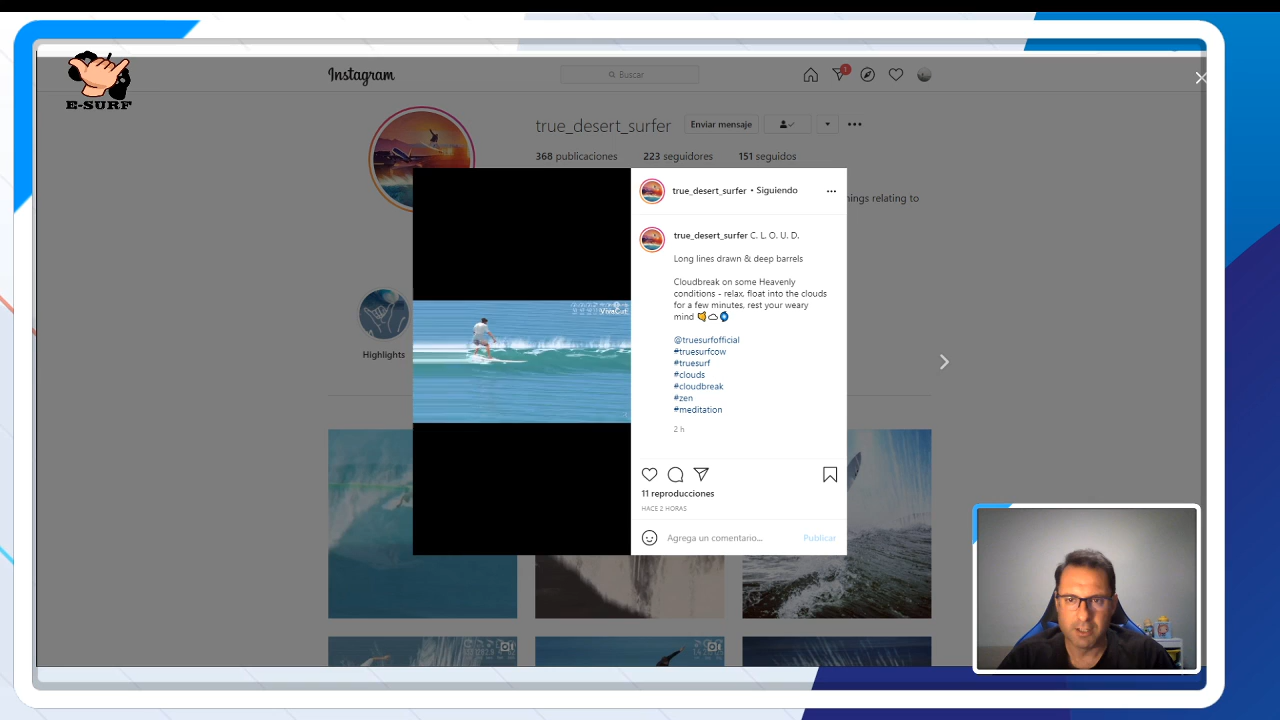 E-SURF
Instagram
Buscar
1
true_desert_surfer
Enviar mensaje
368 publicaciones 223 seguidores 151 seguidos
relating to
Highlights
VivaCut
true_desert_surfer • Siguiendo
true_desert_surfer C. L. O. U. D.
Long lines drawn & deep barrels
Cloudbreak on some Heavenly
conditions - relax, float into the clouds
for a few minutes, rest your weary
mind
@truesurfofficial
#truesurfcow
#truesurf
#clouds
#cloudbreak
#zen
#meditation
2 h
11 reproducciones
HACE 2 HORAS
Agrega un comentario... Publicar